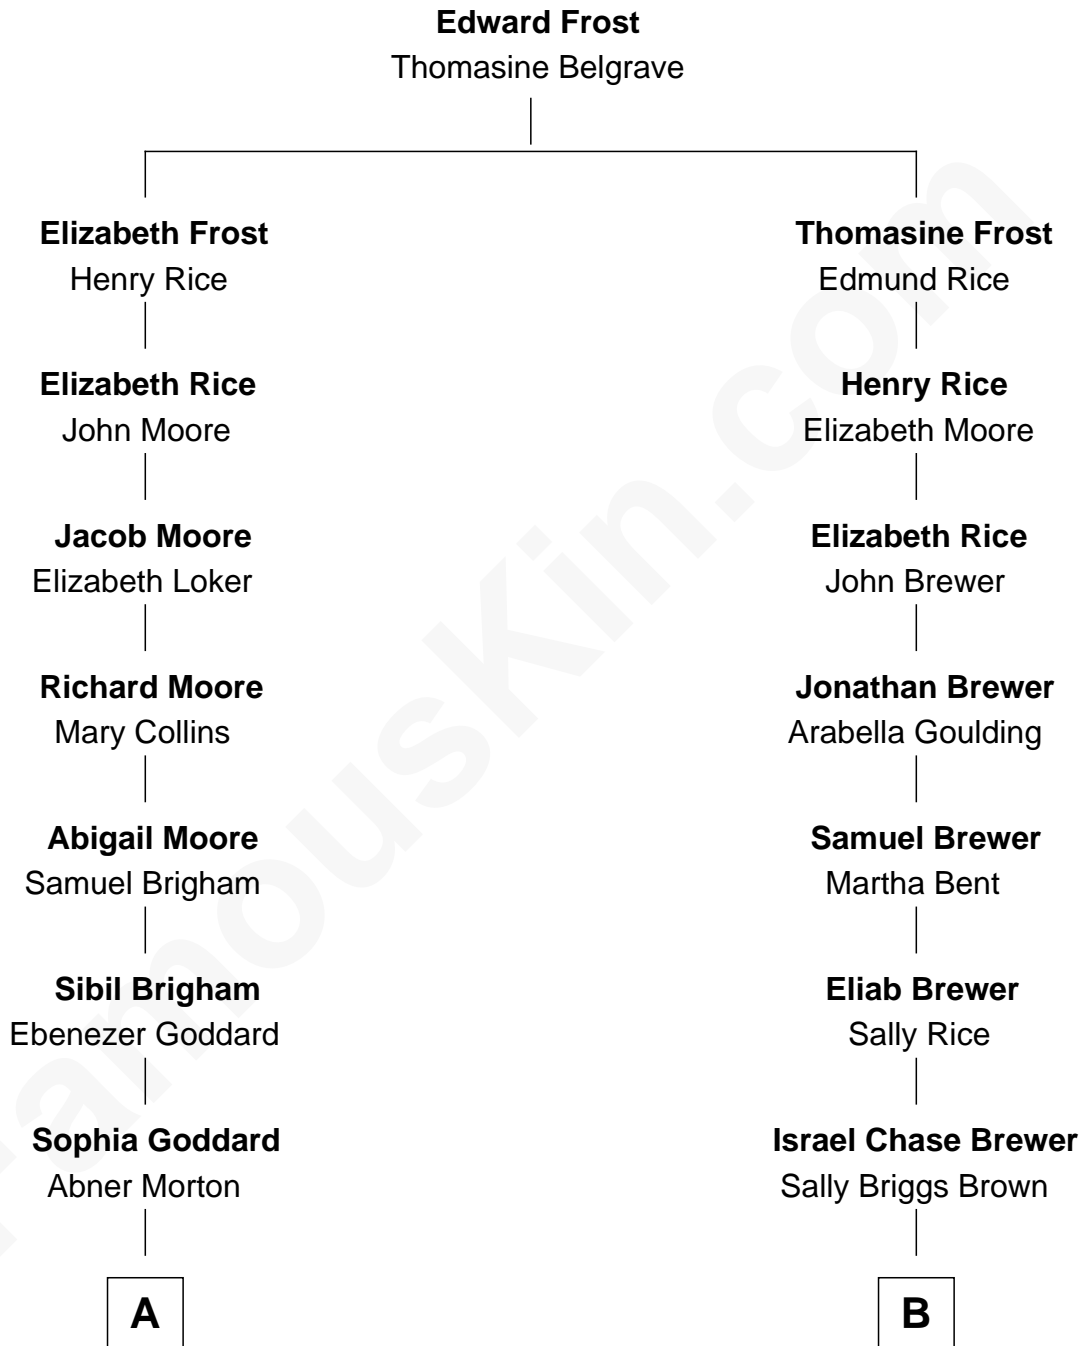 Edward Frost
Thomasine Belgrave
Elizabeth Frost
Henry Rice
Elizabeth Rice
John Moore
Jacob Moore
Elizabeth Loker
Richard Moore
Mary Collins
Abigail Moore
Samuel Brigham
Sibil Brigham
Ebenezer Goddard
Sophia Goddard
Abner Morton
A
Thomasine Frost
Edmund Rice
Henry Rice
Elizabeth Moore
Elizabeth Rice
John Brewer
Jonathan Brewer
Arabella Goulding
Samuel Brewer
Martha Bent
Eliab Brewer
Sally Rice
Israel Chase Brewer
Sally Briggs Brown
B
FamousKin.com